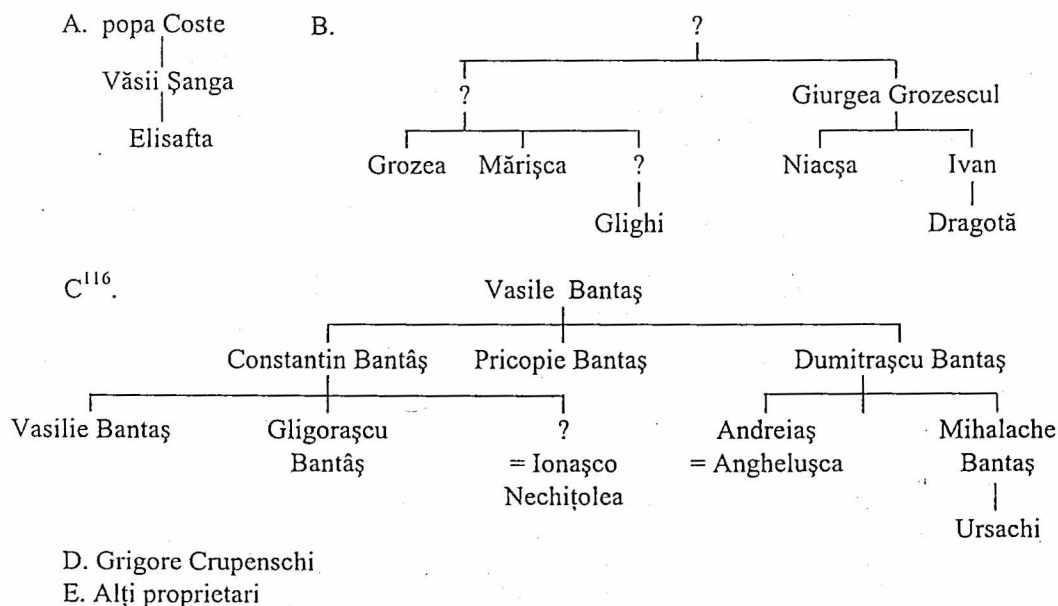 A. popa Coste
Văsii Şanga
Elisafta
B.
?
? Giurgea Grozescul
Grozea Mărişca ? Niacşa Ivan
Glighi Dragotă
C116.
Vasile Bantaş
Constantin Bantâş Pricopie Bantaş Dumitraşcu Bantaş
Vasilie Bantaş Gligoraşcu ? Andreiaş Mihalache
Bantâş = Ionaşco = Angheluşca Bantaş
Nechiţolea
Ursachi
D. Grigore Crupenschi
E. Alţi proprietari